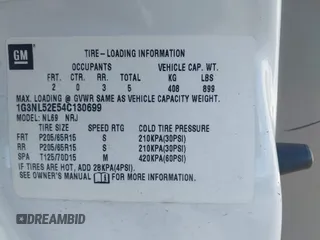 GM
TIRE-LOADING INFORMATION
OCCUPANTS VEHICLE CAP. WT.
FRT. CTR. RR. TOTAL KG LBS
2 0 3 5 408 899
MAX. LOADING @ GVWR SAME AS VEHICLE CAPACITY WEIGHT.
1G3NL52E54C130699
MODEL: NL69 NRJ
TIRE SIZE SPEED RTG COLD TIRE PRESSURE
FRT P205/65R15 S 210KPA(30PSI)
RR P205/65R15 S 210KPA(30PSI)
SPA T125/70D15 M 420KPA(60PSI)
IF TIRES ARE HOT, ADD 28KPA(4PSI).
SEE OWNER'S MANUAL FOR ADDITIONAL INFORMATION
DREAMBID